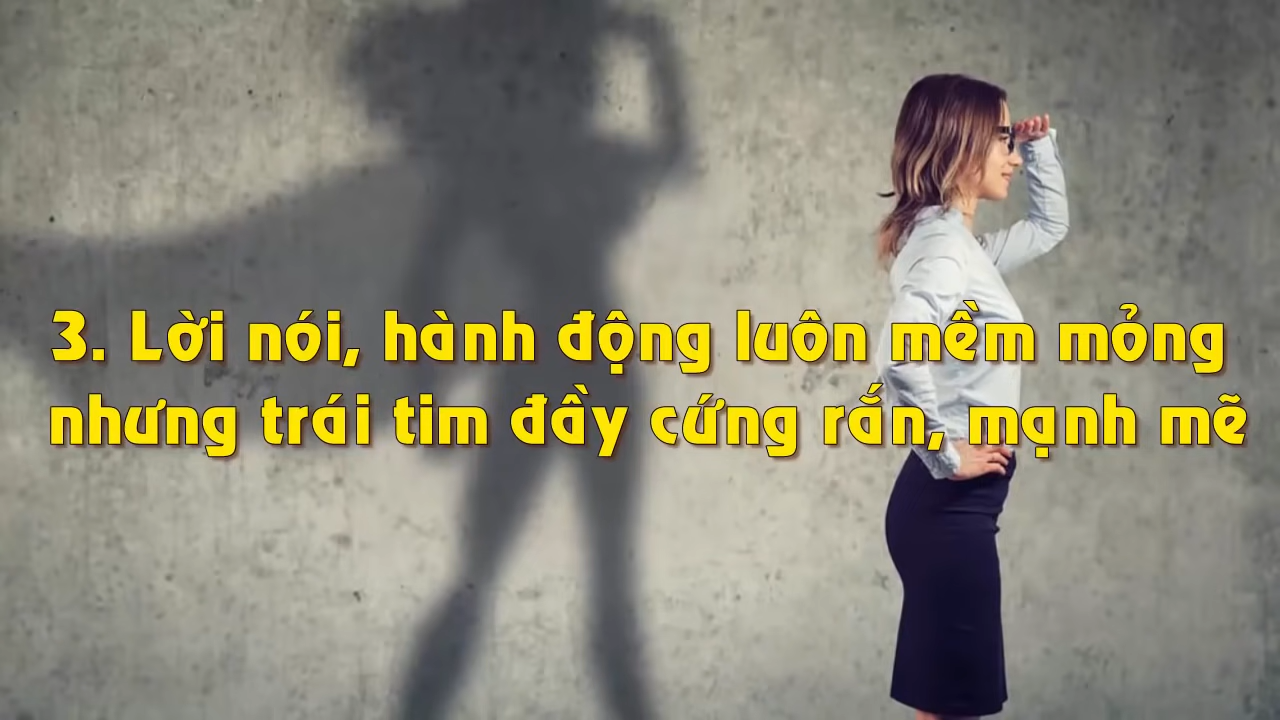 3. Lời nói, hành động luôn mềm mỏng
nhưng trái tim đầy cứng rắn, mạnh mẽ